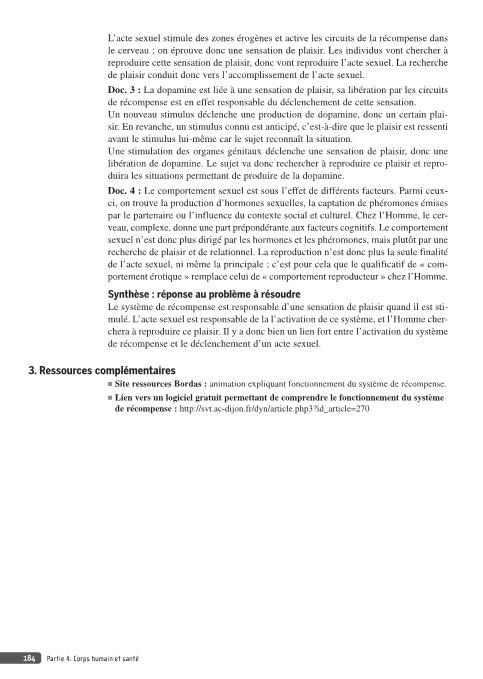 L'acte sexuel stimule des zones érogènes et active les circuits de la récompense dans
le cerveau ; on éprouve donc une sensation de plaisir. Les individus vont chercher à
reproduire cette sensation de plaisir, donc vont reproduire l'acte sexuel. La recherche
de plaisir conduit donc vers l'accomplissement de l'acte sexuel.
Doc. 3 : La dopamine est liée à une sensation de plaisir, sa libération par les circuits
de récompense est en effet responsable du déclenchement de cette sensation.
Un nouveau stimulus déclenche une production de dopamine, donc un certain plai-
sir. En revanche, un stimulus connu est anticipé, c'est-à-dire que le plaisir est ressenti
avant le stimulus lui-même car le sujet reconnaît la situation.
Une stimulation des organes génitaux déclenche une sensation de plaisir, donc une
libération de dopamine. Le sujet va donc rechercher à reproduire ce plaisir et repro-
duira les situations permettant de produire de la dopamine.
Doc. 4 : Le comportement sexuel est sous l'effet de différents facteurs. Parmi ceux-
ci, on trouve la production d'hormones sexuelles, la captation de phéromones émises
par le partenaire ou l'influence du contexte social et culturel. Chez l'Homme, le cer-
veau, complexe, donne une part prépondérante aux facteurs cognitifs. Le comportement
sexuel n'est donc plus dirigé par les hormones et les phéromones, mais plutôt par une
recherche de plaisir et de relationnel. La reproduction n'est donc plus la seule finalité
de l'acte sexuel, ni même la principale ; c'est pour cela que le qualificatif de « com-
portement érotique » remplace celui de « comportement reproducteur » chez l'Homme.
Synthèse : réponse au problème à résoudre
Le système de récompense est responsable d'une sensation de plaisir quand il est sti-
mulé. L'acte sexuel est responsable de la l'activation de ce système, et l'Homme cher-
chera à reproduire ce plaisir. Il y a donc bien un lien fort entre l'activation du système
de récompense et le déclenchement d'un acte sexuel.
3. Ressources complémentaires
■ Site ressources Bordas : animation expliquant fonctionnement du système de récompense.
■ Lien vers un logiciel gratuit permettant de comprendre le fonctionnement du système
de récompense : http://svt.ac-dijon.fr/dyn/article.php3?id_article=270
184 Partie 4. Corps humain et santé